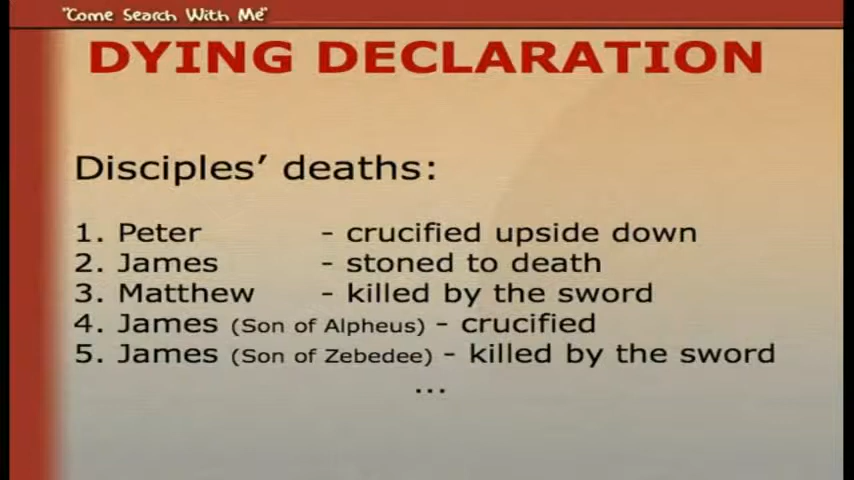 "Come Search With Me"
DYING DECLARATION
Disciples’ deaths:
1. Peter - crucified upside down
2. James - stoned to death
3. Matthew - killed by the sword
4. James (Son of Alpheus) - crucified
5. James (Son of Zebedee) - killed by the sword
...